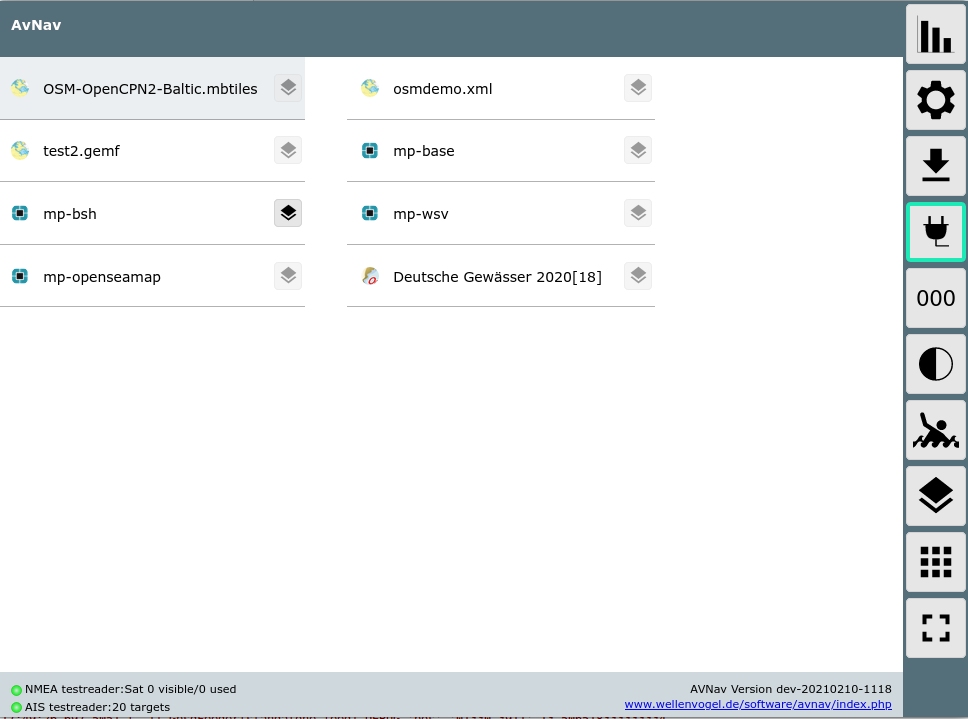 AvNav
OSM-OpenCPN2-Baltic.mbtiles
osmdemo.xml
test2.gemf
mp-base
mp-bsh
mp-wsv
mp-openseamap
Deutsche Gewässer 2020[18]
000
NMEA testreader:Sat 0 visible/0 used
AIS testreader:20 targets
AVNav Version dev-20210210-1118
www.wellenvogel.de/software/avnav/index.php